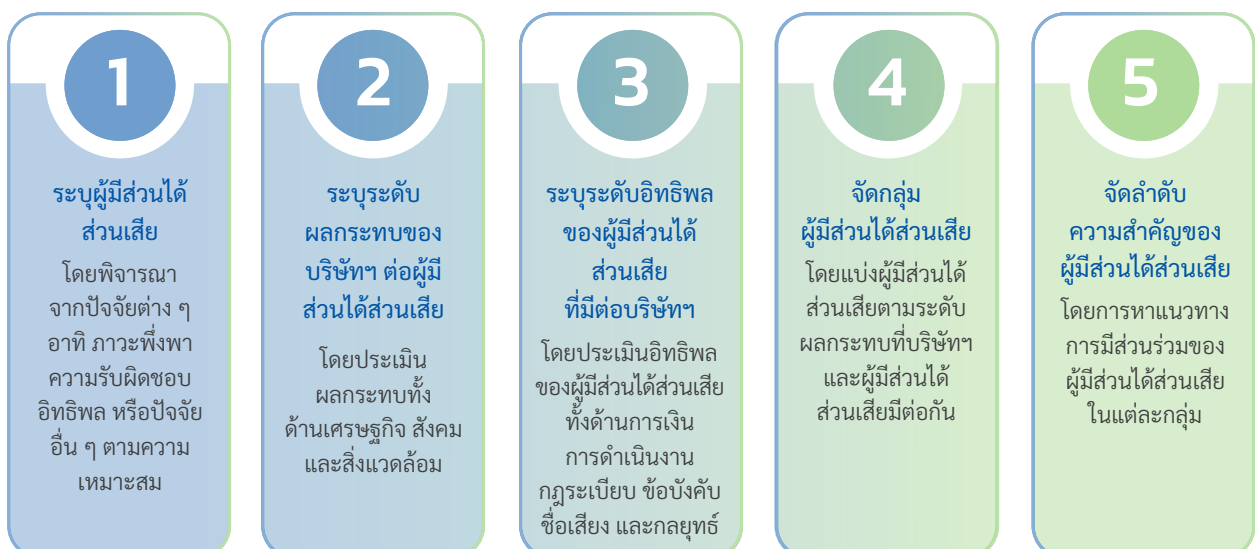 1
ระบุผู้มีส่วนได้
ส่วนเสีย
โดยพิจารณา
จากปัจจัยต่าง ๆ
อาทิ ภาวะพึ่งพา
ความรับผิดชอบ
อิทธิพล หรือปัจจัย
อื่น ๆ ตามความ
เหมาะสม
2
ระบุระดับ
ผลกระทบของ
บริษัทฯ ต่อผู้มี
ส่วนได้ส่วนเสีย
โดยประเมิน
ผลกระทบทั้ง
ด้านเศรษฐกิจ สังคม
และสิ่งแวดล้อม
3
ระบุระดับอิทธิพล
ของผู้มีส่วนได้
ส่วนเสีย
ที่มีต่อบริษัทฯ
โดยประเมินอิทธิพล
ของผู้มีส่วนได้ส่วนเสีย
ทั้งด้านการเงิน
การดำเนินงาน
กฎระเบียบ ข้อบังคับ
ชื่อเสียง และกลยุทธ์
4
จัดกลุ่ม
ผู้มีส่วนได้ส่วนเสีย
โดยแบ่งผู้มีส่วนได้
ส่วนเสียตามระดับ
ผลกระทบที่บริษัทฯ
และผู้มีส่วนได้
ส่วนเสียมีต่อกัน
5
จัดลำดับ
ความสำคัญของ
ผู้มีส่วนได้ส่วนเสีย
โดยการหาแนวทาง
การมีส่วนร่วมของ
ผู้มีส่วนได้ส่วนเสีย
ในแต่ละกลุ่ม